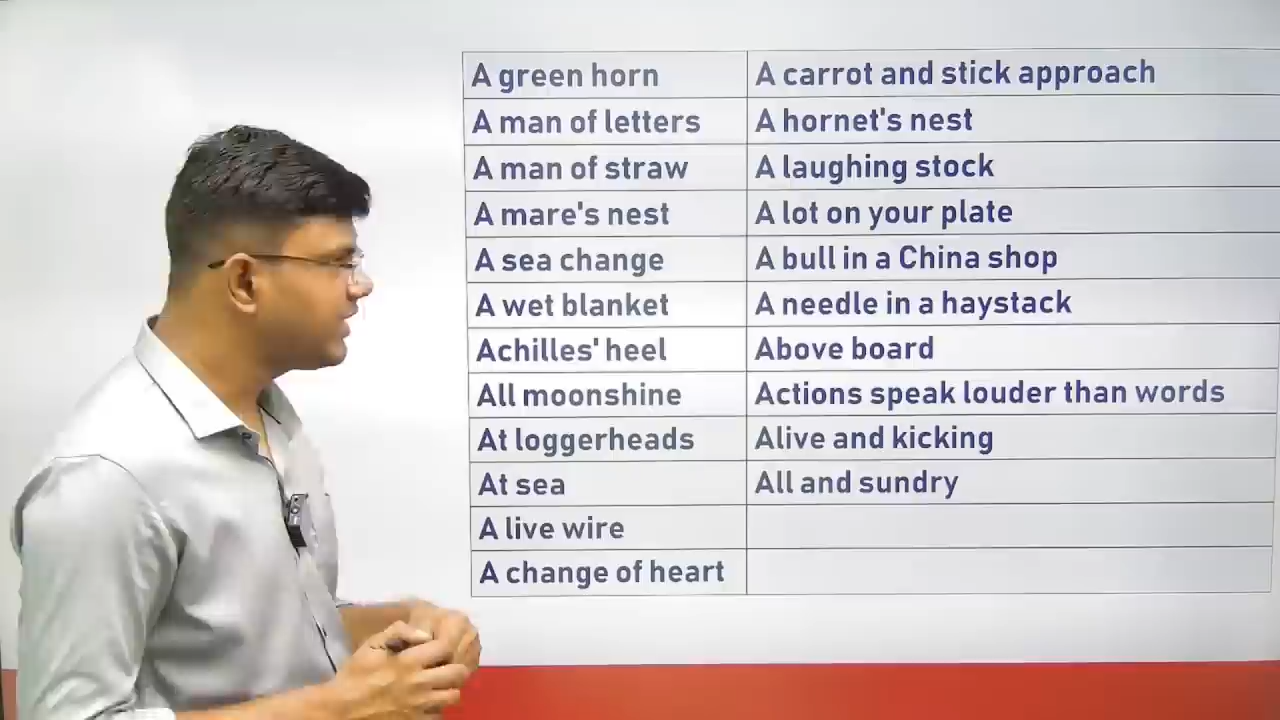 A green horn
A carrot and stick approach
A man of letters
A hornet's nest
A man of straw
A laughing stock
A mare's nest
A lot on your plate
A sea change
A bull in a China shop
A wet blanket
A needle in a haystack
Achilles' heel
Above board
All moonshine
Actions speak louder than words
At loggerheads
Alive and kicking
At sea
All and sundry
A live wire
A change of heart